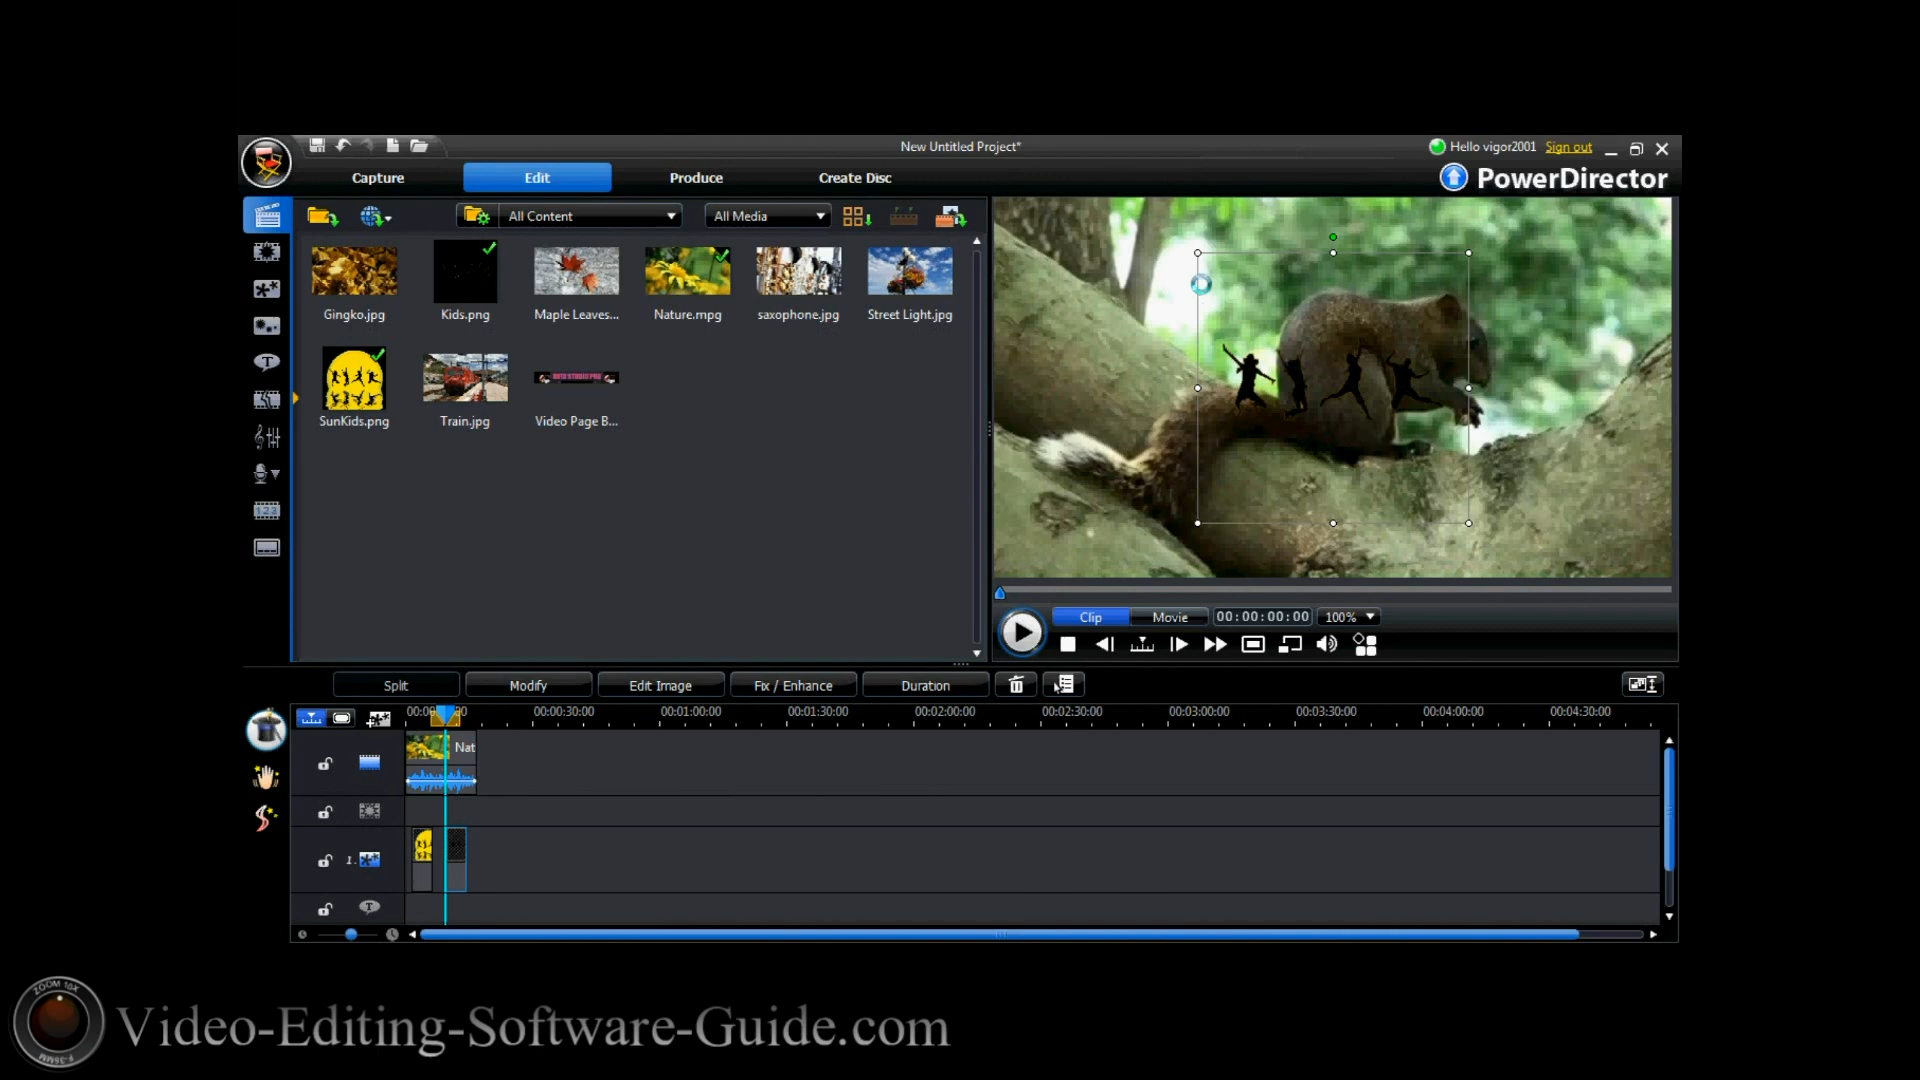 New Untitled Project*
Hello vigor2001 Sign out
Capture Edit Produce Create Disc
PowerDirector
All Content All Media
Gingko.jpg Kids.png Maple Leaves... Nature.mpg saxophone.jpg Street Light.jpg
SunKids.png Train.jpg Video Page B...
Clip Movie 00:00:00:00 100%
Split Modify Edit Image Fix / Enhance Duration
00:00:30:00 00:01:00:00 00:01:30:00 00:02:00:00 00:02:30:00 00:03:00:00 00:03:30:00 00:04:00:00 00:04:30:00
Nat
1.
ZOOM 10X
Video-Editing-Software-Guide.com
F-35MM